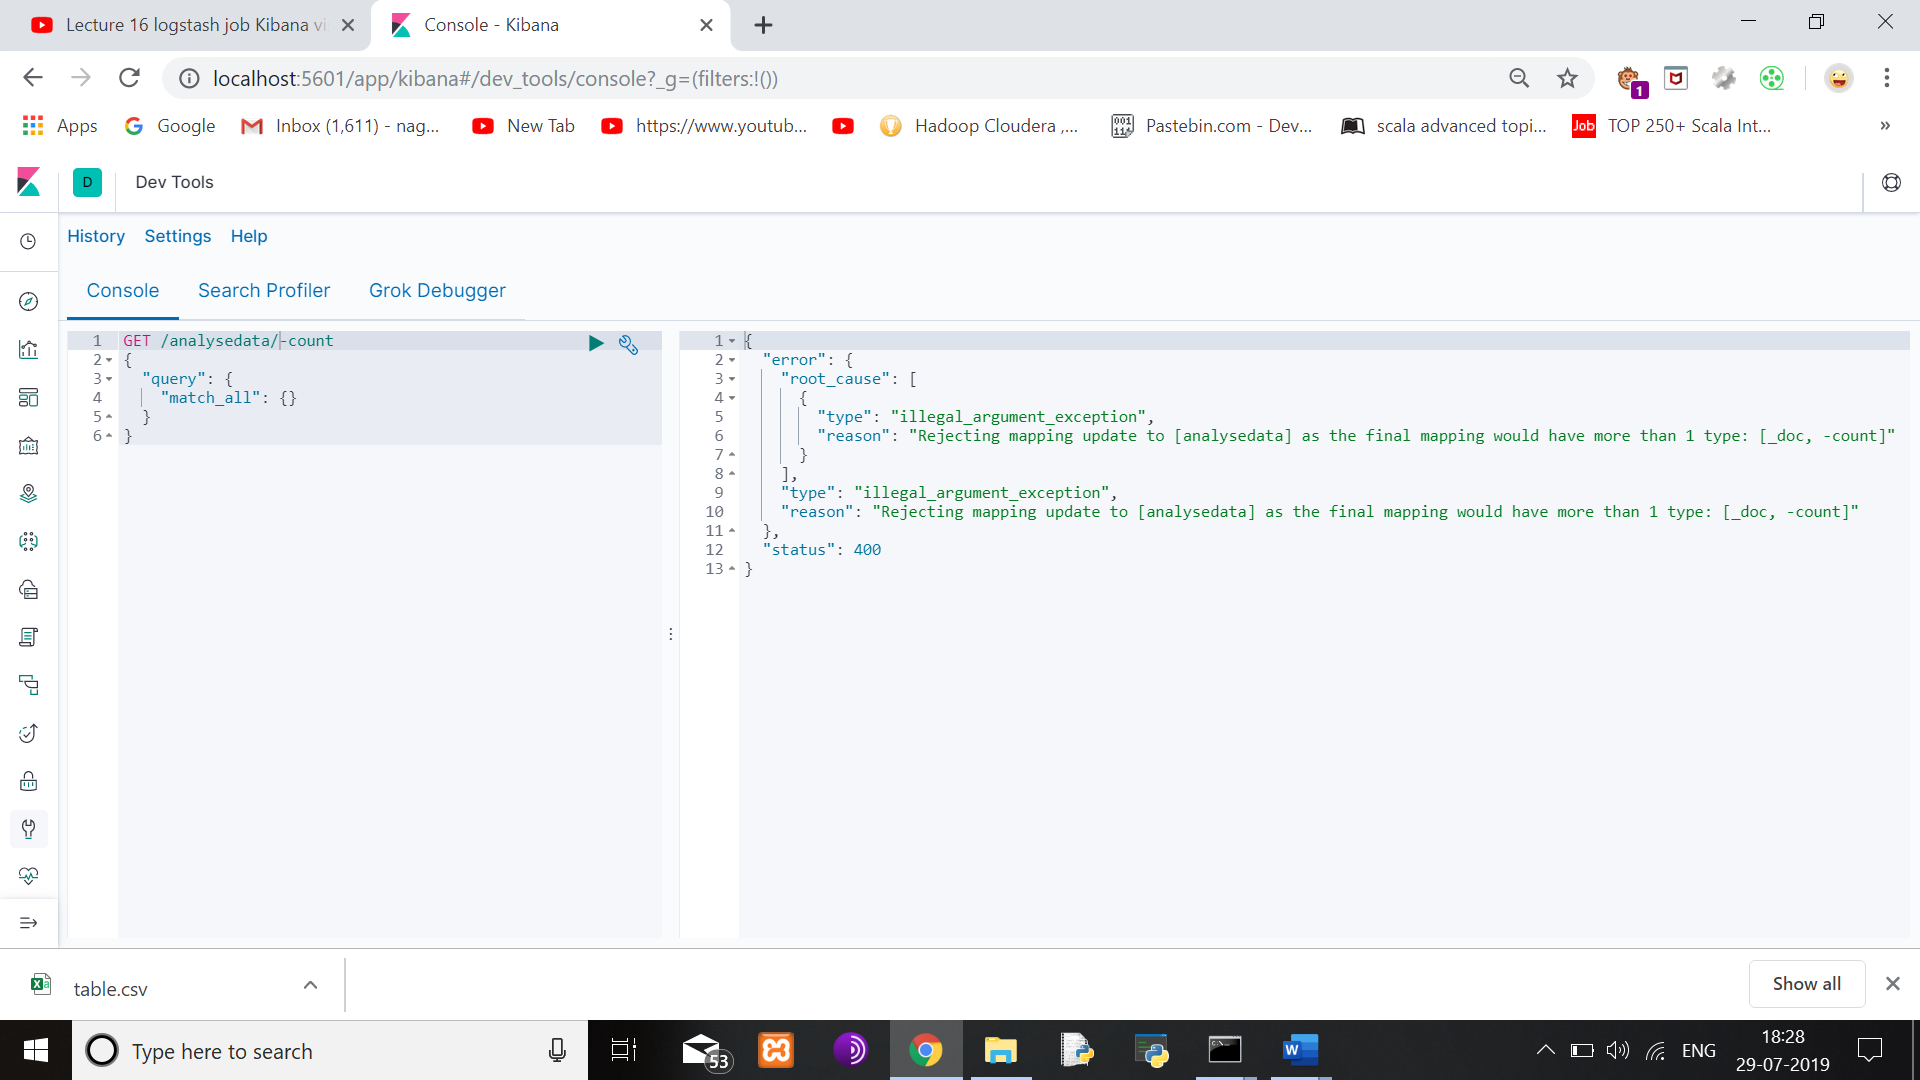 Lecture 16 logstash job Kibana vi
Console - Kibana
localhost:5601/app/kibana#/dev_tools/console?_g=(filters:!())
1
Apps
Google
Inbox (1,611) - nag...
New Tab
https://www.youtub...
Hadoop Cloudera ,...
Pastebin.com - Dev...
scala advanced topi...
Job TOP 250+ Scala Int...
»
D
Dev Tools
History Settings Help
Console Search Profiler Grok Debugger
1 GET /analysedata/-count
2 {
3 "query": {
4 "match_all": {}
5 }
6 }
1 {
2 "error": {
3 "root_cause": [
4 {
5 "type": "illegal_argument_exception",
6 "reason": "Rejecting mapping update to [analysedata] as the final mapping would have more than 1 type: [_doc, -count]"
7 }
8 ],
9 "type": "illegal_argument_exception",
10 "reason": "Rejecting mapping update to [analysedata] as the final mapping would have more than 1 type: [_doc, -count]"
11 },
12 "status": 400
13 }
table.csv
Show all
Type here to search
53
ENG
18:28
29-07-2019